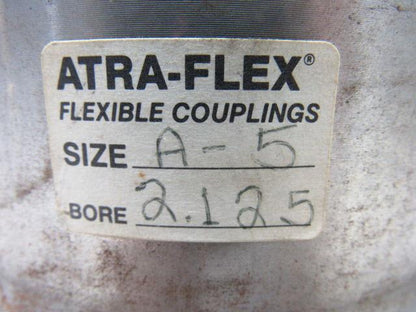 ATRA-FLEX®
FLEXIBLE COUPLINGS
SIZE A-5
BORE 2.125